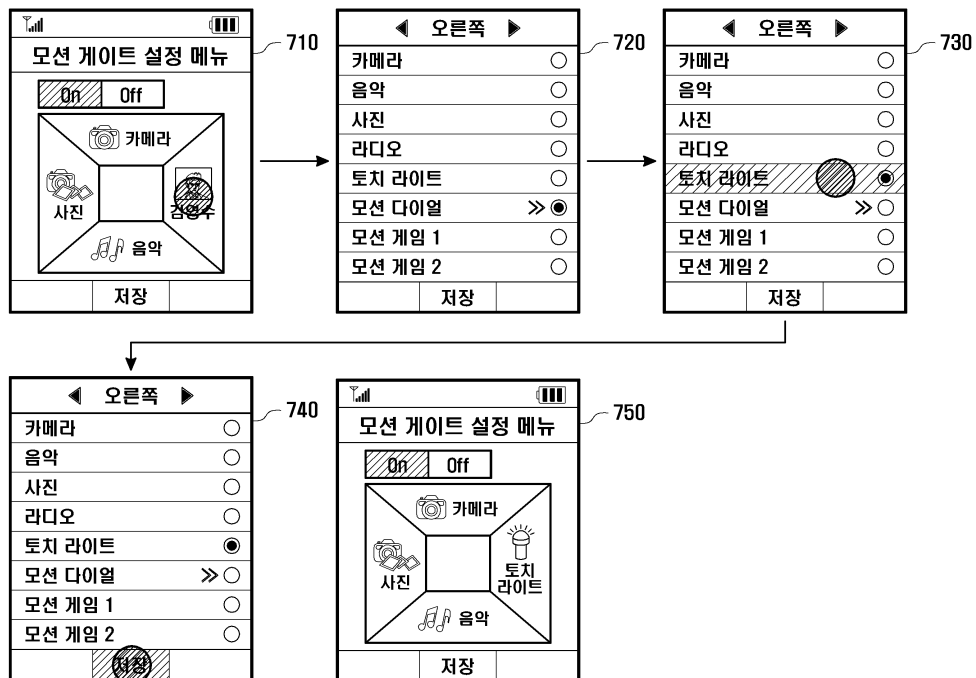 모션 게이트 설정 메뉴
On Off
카메라
사진
김영수
음악
저장
710
오른쪽
카메라
음악
사진
라디오
토치 라이트
모션 다이얼
모션 게임 1
모션 게임 2
저장
720
오른쪽
카메라
음악
사진
라디오
토치 라이트
모션 다이얼
모션 게임 1
모션 게임 2
저장
730
오른쪽
카메라
음악
사진
라디오
토치 라이트
모션 다이얼
모션 게임 1
모션 게임 2
저장
740
모션 게이트 설정 메뉴
On Off
카메라
사진
토치
라이트
음악
저장
750